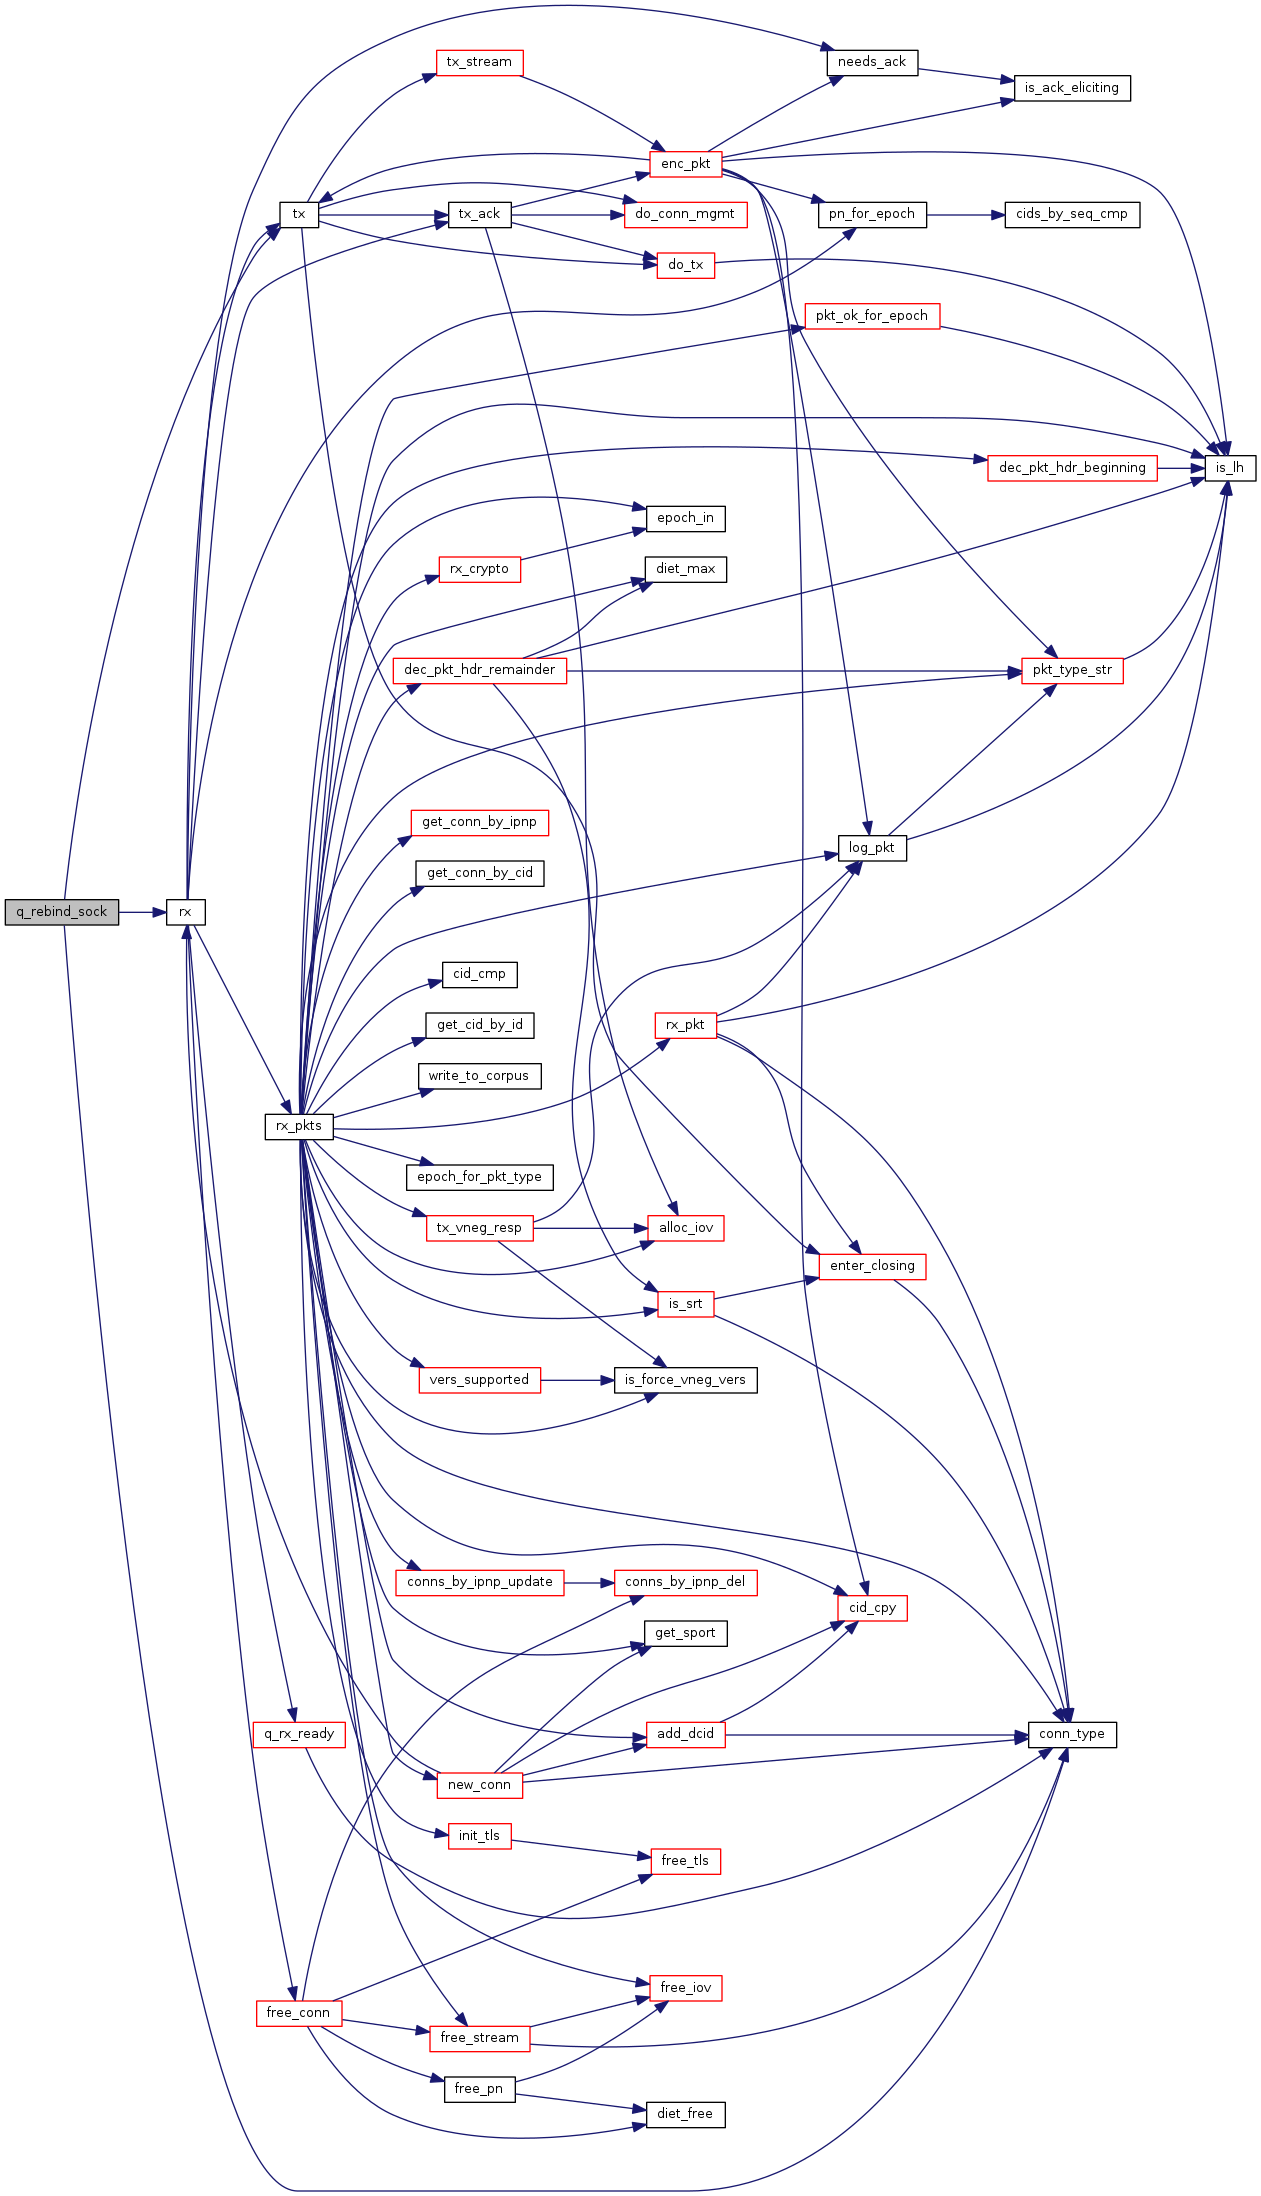 tx_stream
needs_ack
is_ack_eliciting
enc_pkt
tx
tx_ack
do_conn_mgmt
pn_for_epoch
cids_by_seq_cmp
do_tx
pkt_ok_for_epoch
dec_pkt_hdr_beginning
is_lh
epoch_in
rx_crypto
diet_max
dec_pkt_hdr_remainder
pkt_type_str
get_conn_by_ipnp
log_pkt
get_conn_by_cid
q_rebind_sock
rx
cid_cmp
get_cid_by_id
rx_pkt
write_to_corpus
rx_pkts
epoch_for_pkt_type
tx_vneg_resp
alloc_iov
enter_closing
is_srt
vers_supported
is_force_vneg_vers
conns_by_ipnp_update
conns_by_ipnp_del
cid_cpy
get_sport
q_rx_ready
add_dcid
conn_type
new_conn
init_tls
free_tls
free_iov
free_conn
free_stream
free_pn
diet_free